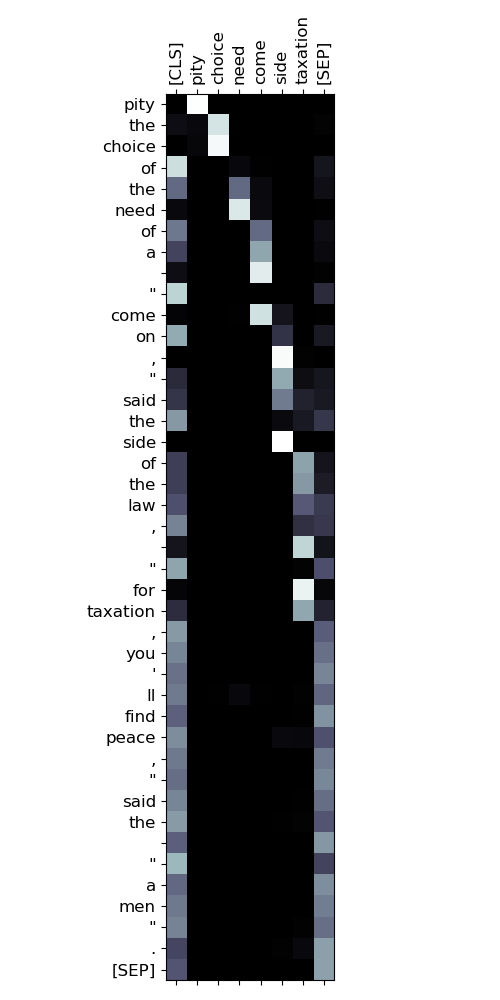 [CLS] pity choice need come side taxation [SEP]
pity
the
choice
of
the
need
of
a
"
come
on
,
"
said
the
side
of
the
law
,
"
for
taxation
,
you
'
ll
find
peace
,
"
said
the
"
a
men
"
.
[SEP]